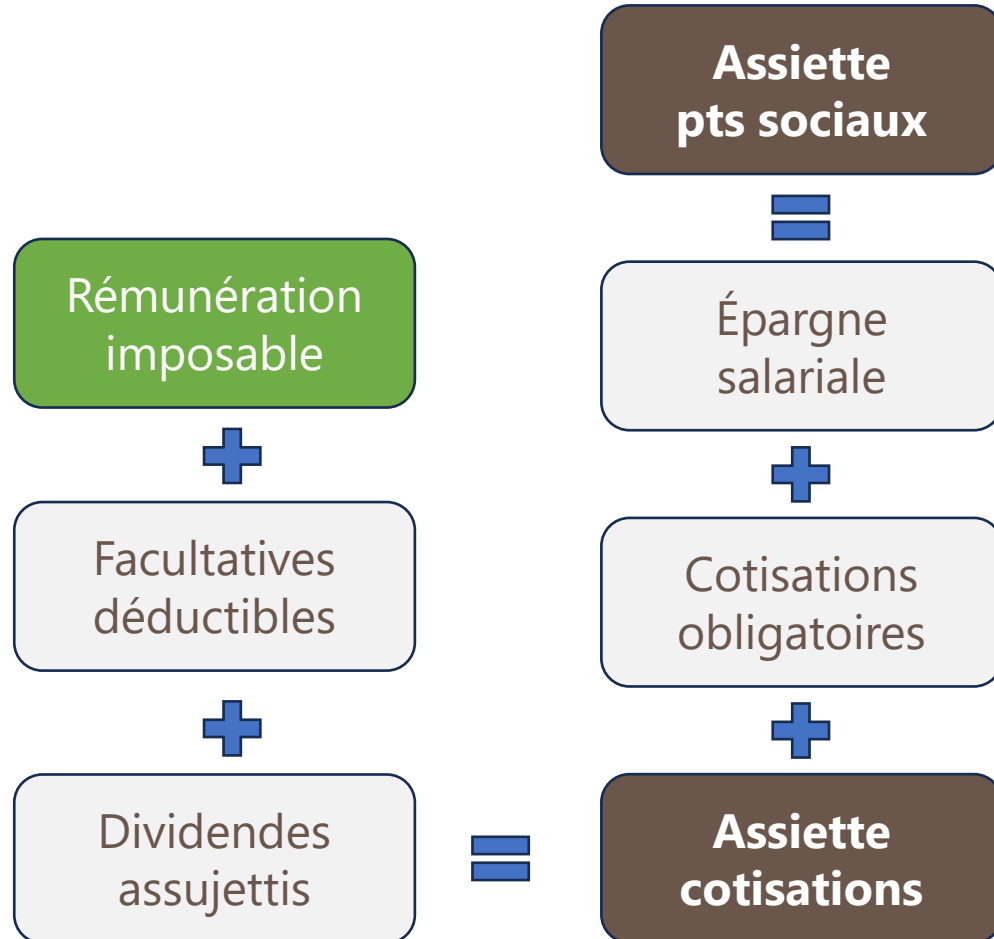 Rémunération
imposable
Facultatives
déductibles
Dividendes
assujettis
Assiette
cotisations
Cotisations
obligatoires
Épargne
salariale
Assiette
pts sociaux